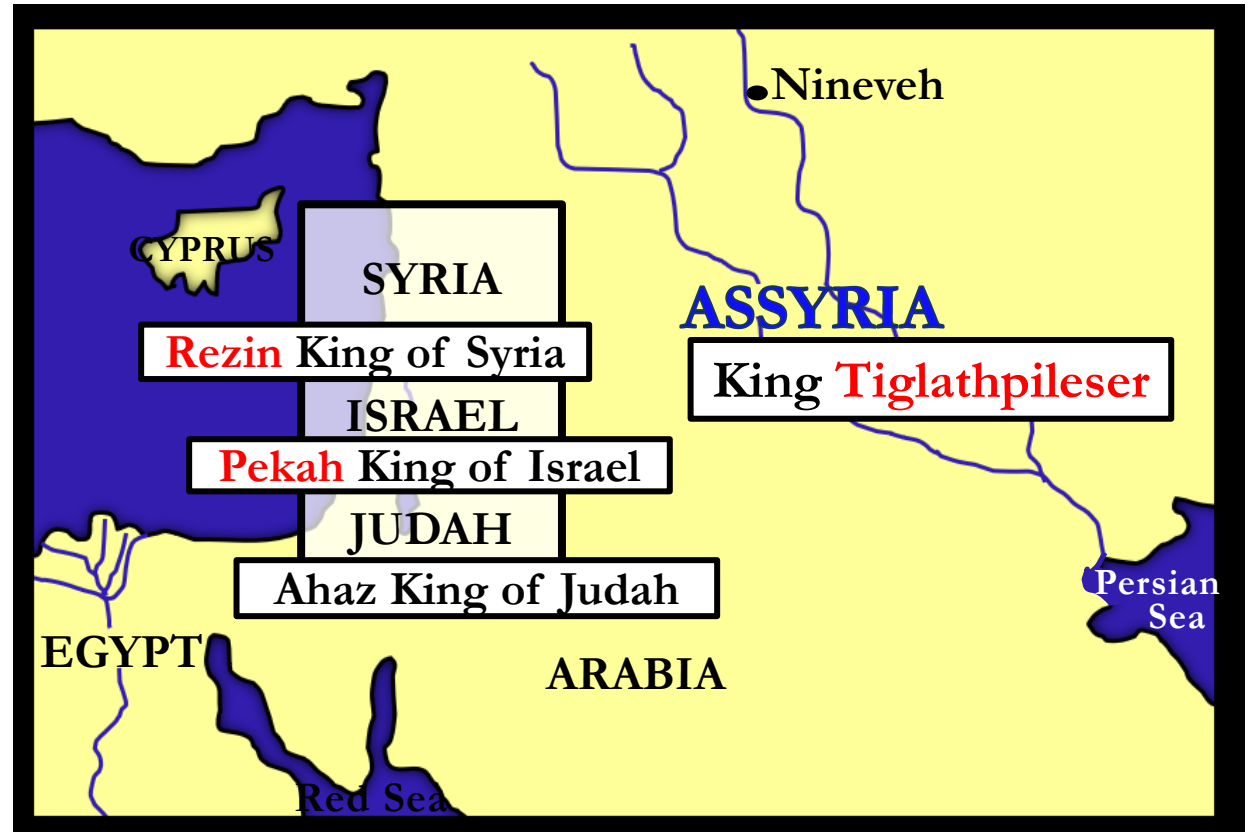 Nineveh
CYPRUS
SYRIA
ASSYRIA
Rezin King of Syria
King Tiglathpileser
ISRAEL
Pekah King of Israel
JUDAH
Ahaz King of Judah
Persian
Sea
EGYPT
ARABIA
Red Sea